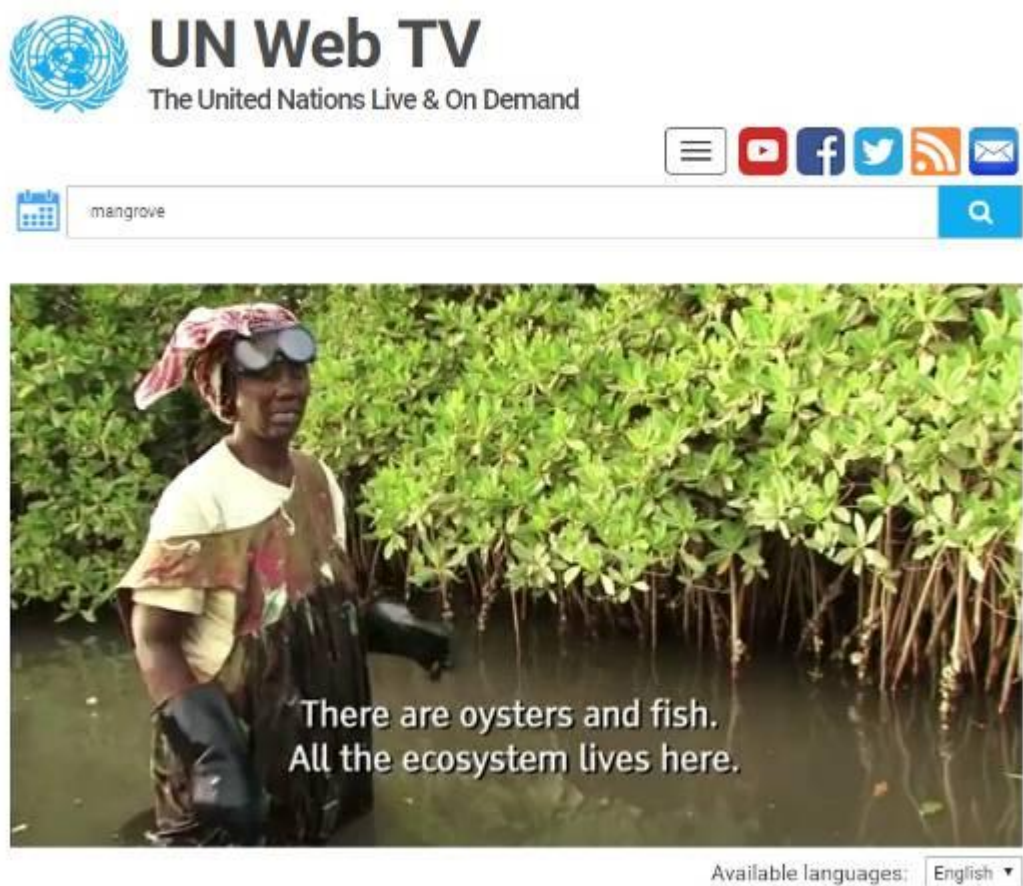 UN Web TV
The United Nations Live & On Demand
mangrove
There are oysters and fish.
All the ecosystem lives here.
Available languages: English